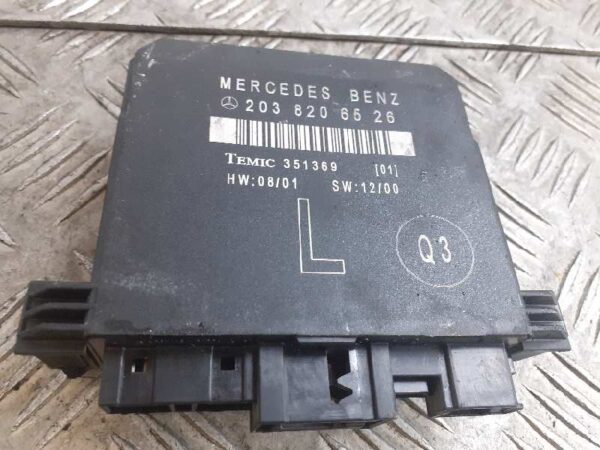 MERCEDES BENZ
203 820 65 26
TEMIC 351369 [01]
HW:08/01 SW:12/00
L
Q3